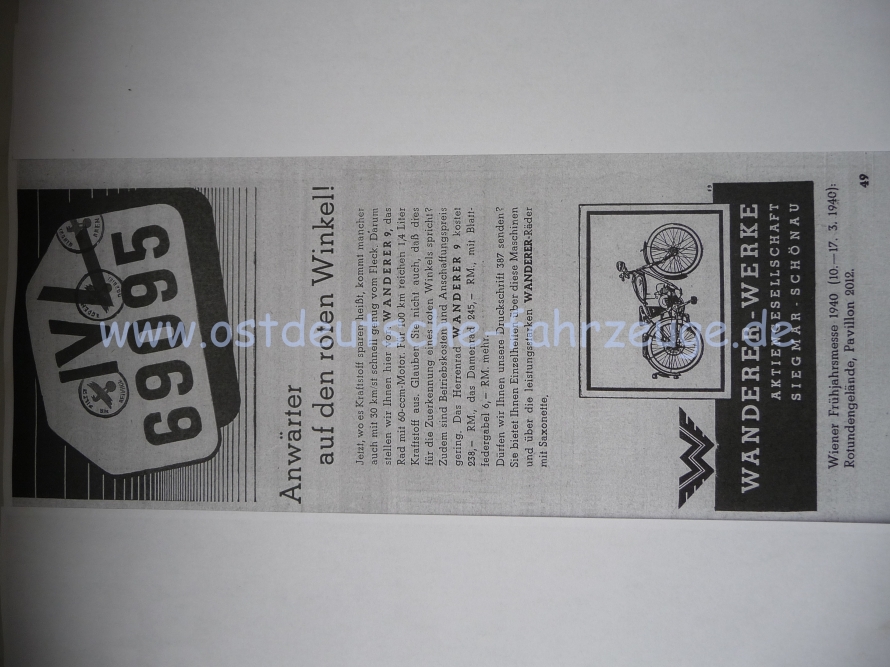 IV
69095
Anwärter
auf den roten Winkel!
Jetzt, wo es Kraftstoff sparen heißt, kommt mancher
auch mit 30 km/st schnell genug vom Fleck. Darum
stellen wir Ihnen hier vor: WANDERER 9, das
Rad mit 60-ccm-Motor. Für 100 km reichen 1,4 Liter
Kraftstoff aus. Glauben Sie nicht auch, daß dies
für die Zuerkennung eines roten Winkels spricht?
Zudem sind Betriebskosten und Anschaffungspreis
gering. Das Herrenrad WANDERER 9 kostet
238,– RM., das Damenrad 245,– RM., mit Blatt-
federgabel 6,– RM. mehr.
Dürfen wir Ihnen unsere Druckschrift 387 senden?
Sie bietet Ihnen Einzelheiten über diese Maschinen
und über die leistungsstarken WANDERER-Räder
mit Saxonette.
W
WANDERER-WERKE
AKTIENGESELLSCHAFT
SIEGMAR-SCHÖNAU
Wiener Frühjahrsmesse 1940 (10.—17. 3. 1940):
Rotundengelände, Pavillon 2012.
49
www.ostdeutsche-fahrzeuge.de